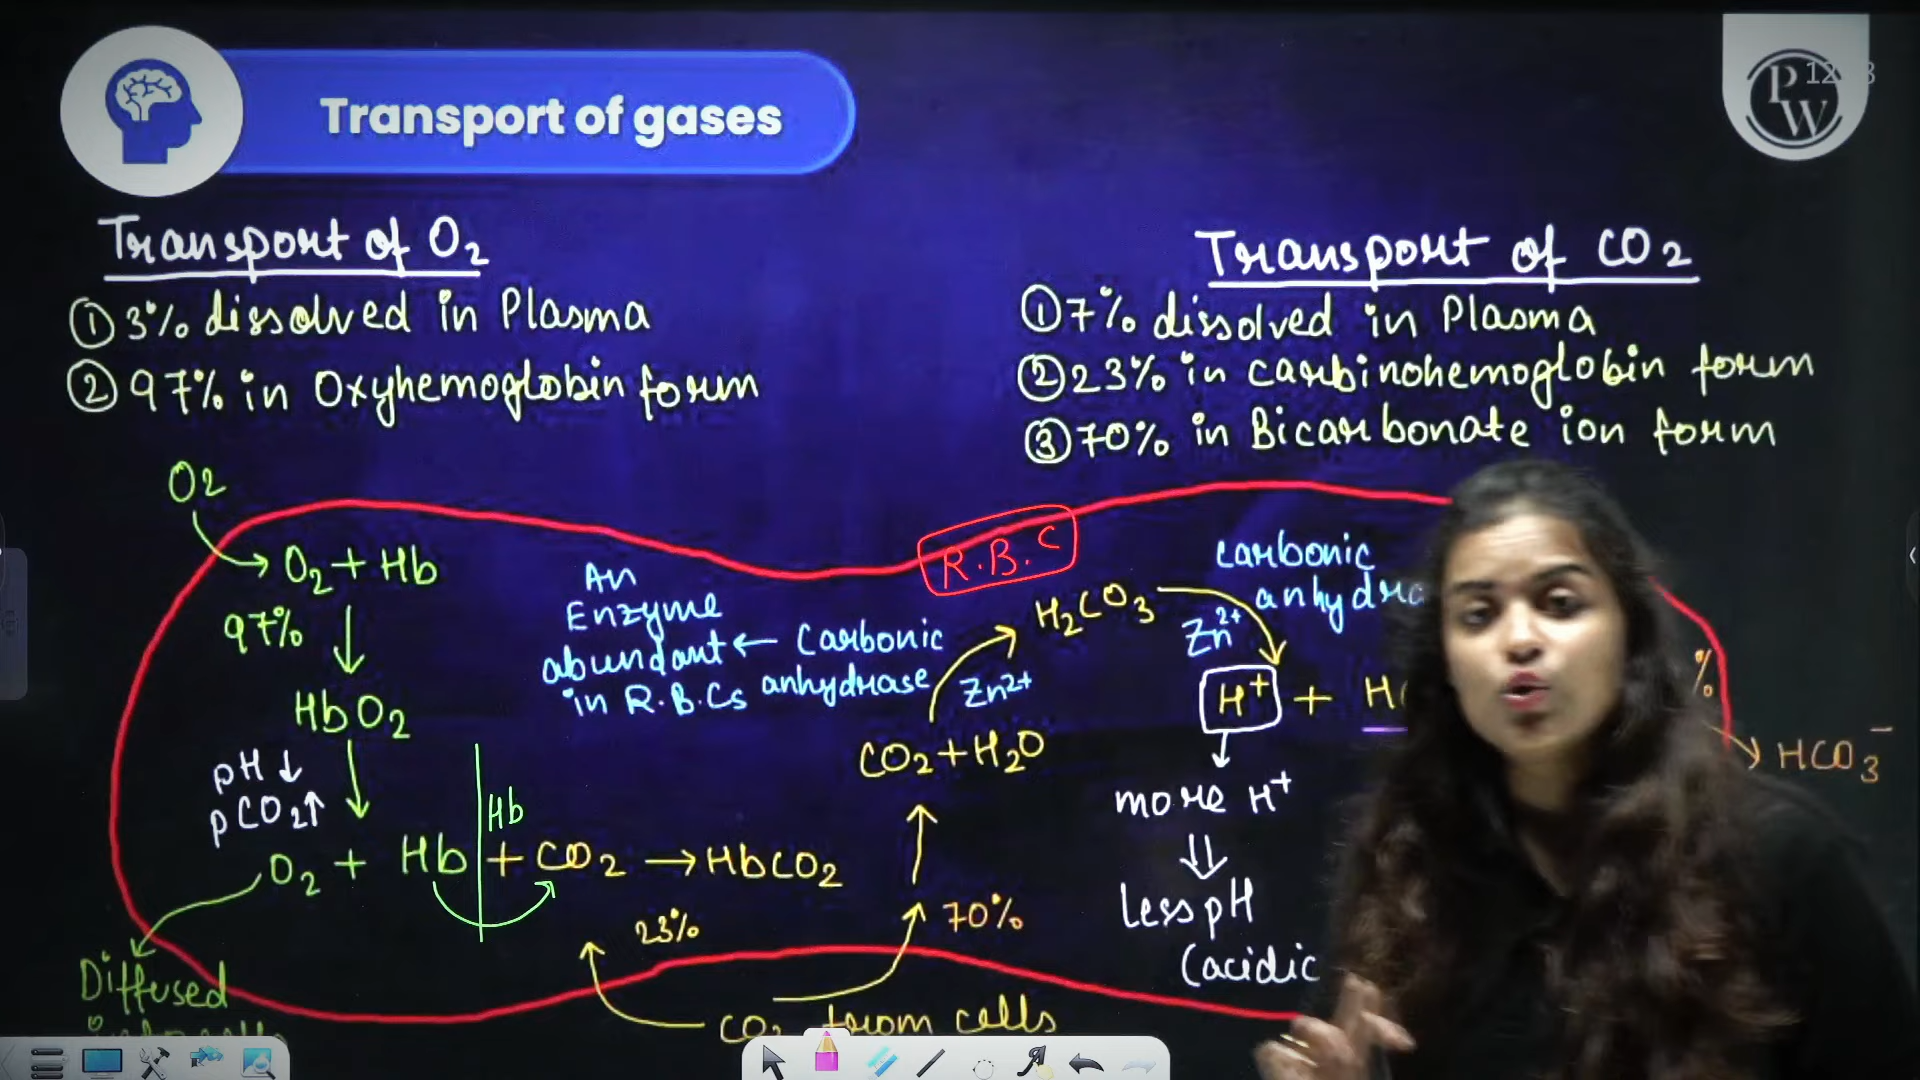 Transport of gases
P W
Transport of O2
① 3% dissolved in Plasma
② 97% in Oxyhemoglobin form
Transport of CO2
① 7% dissolved in Plasma
② 23% in carbinohemoglobin form
③ 70% in Bicarbonate ion form
O2
O2 + Hb
97%
HbO2
pH ↓
pCO2 ↑
O2 + Hb
Hb
+ CO2 → HbCO2
Diffused
An
Enzyme
abundant ← Carbonic
in R.B.Cs anhydrase
R.B.C
23%
CO2 from cells
70%
CO2 + H2O
Zn2+
H2CO3
carbonic
Zn2+
H+ +
more H+
⇓
Less pH
(acidic
%
HCO3-